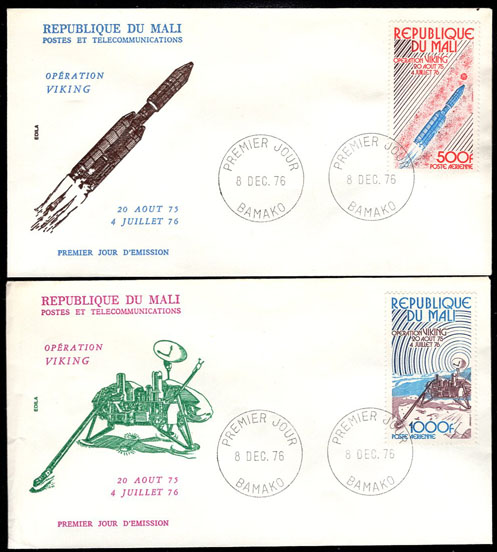 REPUBLIQUE DU MALI
POSTES ET TELECOMMUNICATIONS
OPÉRATION
VIKING
EDILA
20 AOUT 75
4 JUILLET 76
PREMIER JOUR D'EMISSION
PREMIER JOUR
8 DEC. 76
BAMAKO
PREMIER JOUR
8 DEC. 76
BAMAKO
REPUBLIQUE
DU MALI
OPERATION VIKING
20 AOUT 75
4 JUILLET 76
500F
POSTE AERIENNE
REPUBLIQUE DU MALI
POSTES ET TELECOMMUNICATIONS
OPÉRATION
VIKING
EDILA
20 AOUT 75
4 JUILLET 76
PREMIER JOUR D'EMISSION
PREMIER JOUR
8 DEC. 76
BAMAKO
PREMIER JOUR
8 DEC. 76
BAMAKO
REPUBLIQUE
DU MALI
OPERATION VIKING
20 AOUT 75
4 JUILLET 76
1000F
POSTE AERIENNE